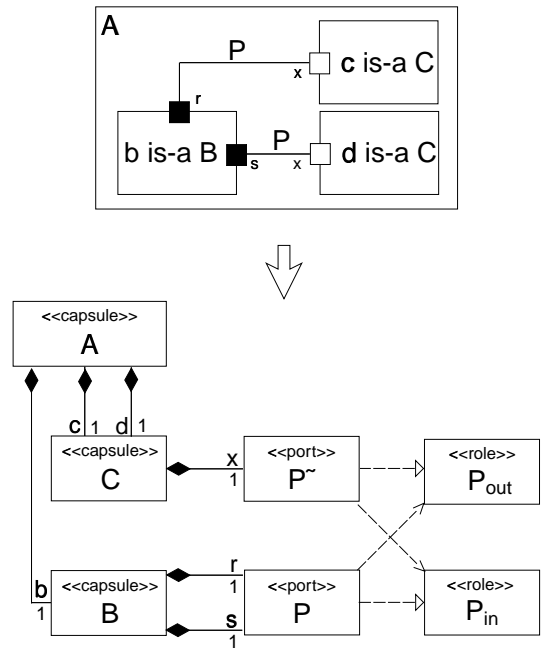 A
P
x
c is-a C
r
b is-a B
P
s
x
d is-a C
<<capsule>>
A
c 1 d 1
<<capsule>>
C
x
1
<<port>>
P~
<<role>>
Pout
b
1
<<capsule>>
B
r
1
s
1
<<port>>
P
<<role>>
Pin